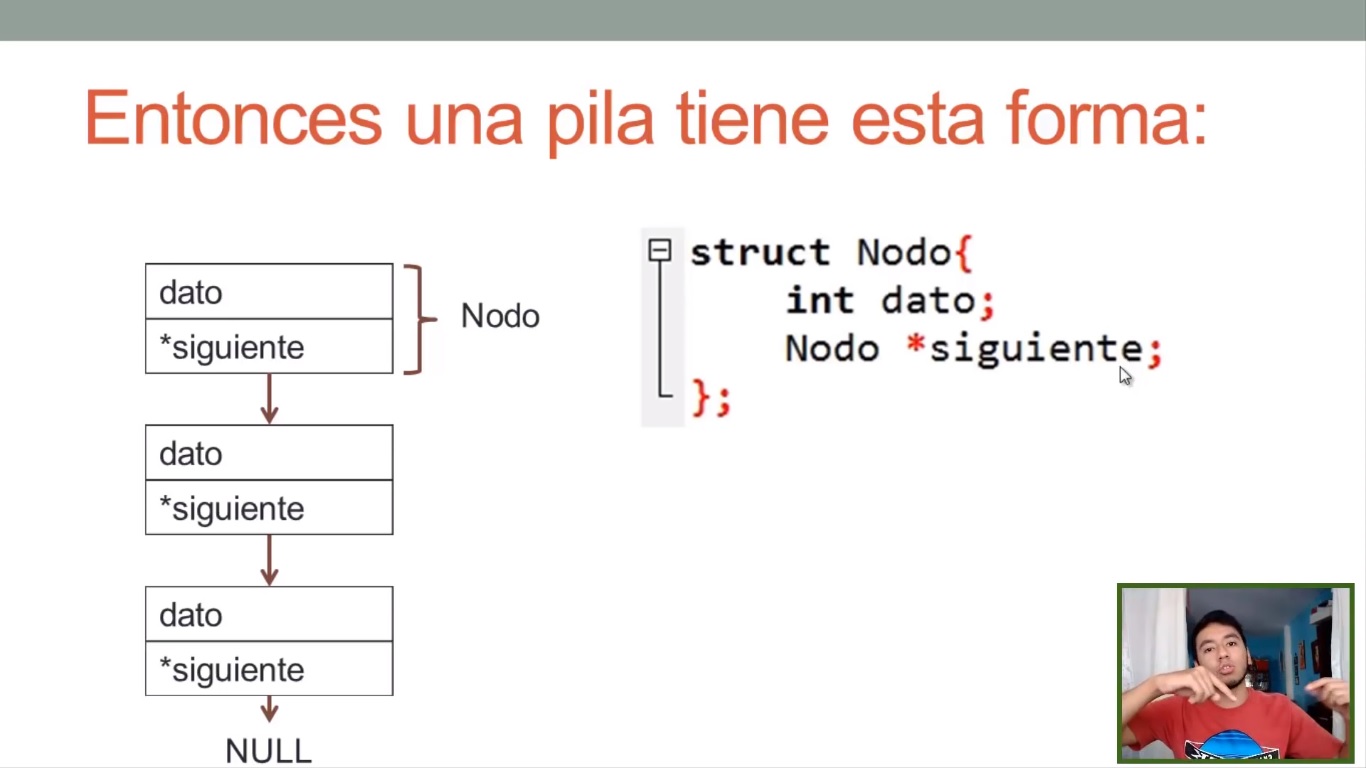 Entonces una pila tiene esta forma:
dato
*siguiente
Nodo
dato
*siguiente
dato
*siguiente
NULL
struct Nodo{
int dato;
Nodo *siguiente;
};